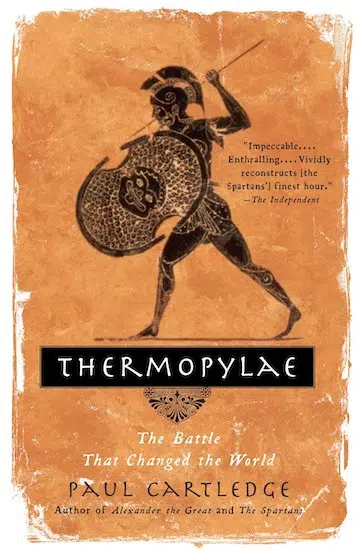 "Impeccable....
Enthralling....Vividly
reconstructs [the
Spartans'] finest hour."
—The Independent
THERMOPYLAE
The Battle
That Changed the World
PAUL CARTLEDGE
Author of Alexander the Great and The Spartans